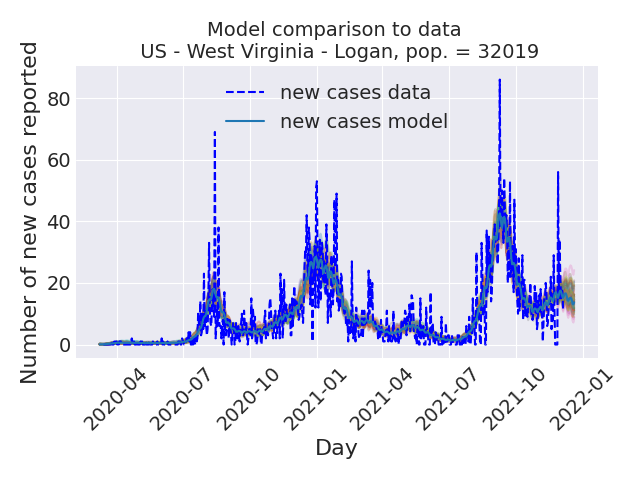 Model comparison to data
US - West Virginia - Logan, pop. = 32019
new cases data
new cases model
Number of new cases reported
80
60
40
20
0
2020-04
2020-07
2020-10
2021-01
2021-04
2021-07
2021-10
2022-01
Day